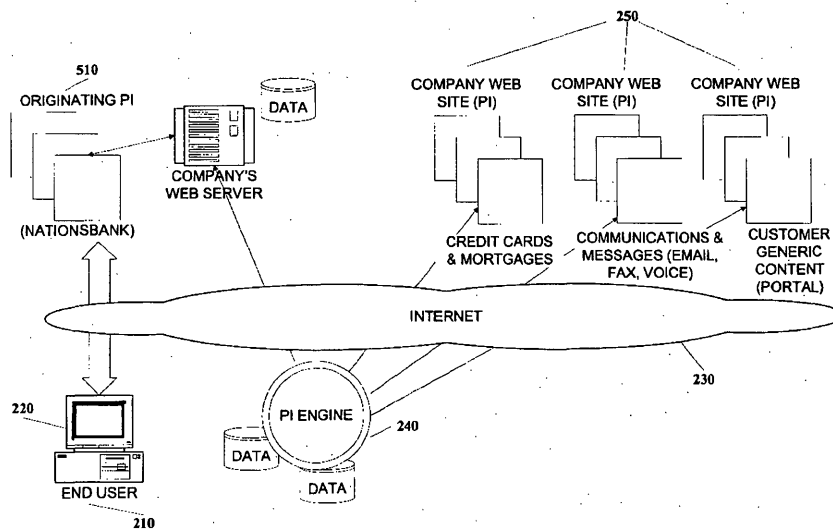 250
510
ORIGINATING PI
(NATIONSBANK)
COMPANY'S
WEB SERVER
DATA
COMPANY WEB
SITE (PI)
COMPANY WEB
SITE (PI)
COMPANY WEB
SITE (PI)
CREDIT CARDS
& MORTGAGES
COMMUNICATIONS &
MESSAGES (EMAIL,
FAX, VOICE)
CUSTOMER
GENERIC
CONTENT
(PORTAL)
INTERNET
230
220
PI ENGINE
240
DATA
DATA
END USER
210